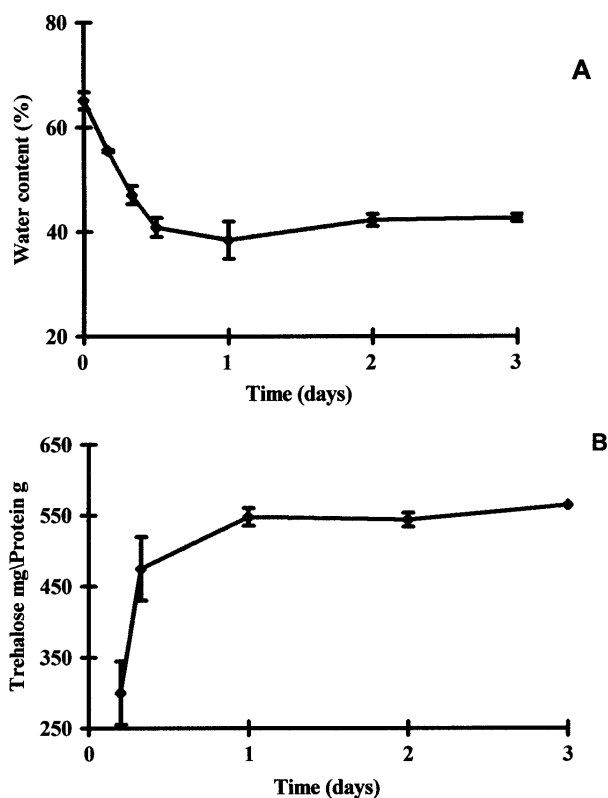 A
80
60
40
20
Water content (%)
0 1 2 3
Time (days)
B
650
550
450
350
250
Trehalose mg\Protein g
0 1 2 3
Time (days)